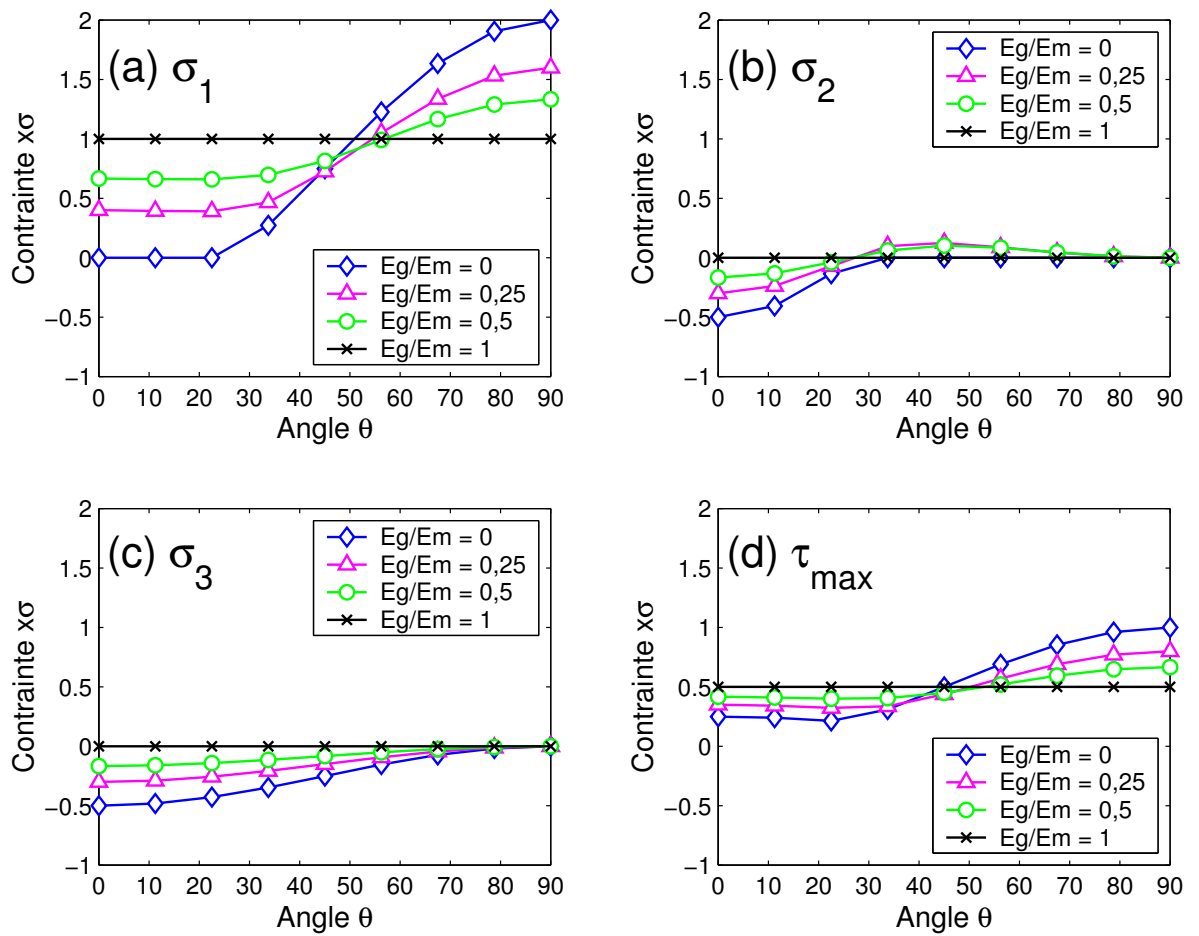 (a) σ1
2
1.5
1
0.5
0
−0.5
−1
Contrainte xσ
Eg/Em = 0
Eg/Em = 0,25
Eg/Em = 0,5
Eg/Em = 1
0 10 20 30 40 50 60 70 80 90
Angle θ
(b) σ2
2
1.5
1
0.5
0
−0.5
−1
Contrainte xσ
Eg/Em = 0
Eg/Em = 0,25
Eg/Em = 0,5
Eg/Em = 1
0 10 20 30 40 50 60 70 80 90
Angle θ
(c) σ3
2
1.5
1
0.5
0
−0.5
−1
Contrainte xσ
Eg/Em = 0
Eg/Em = 0,25
Eg/Em = 0,5
Eg/Em = 1
0 10 20 30 40 50 60 70 80 90
Angle θ
(d) τmax
2
1.5
1
0.5
0
−0.5
−1
Contrainte xσ
Eg/Em = 0
Eg/Em = 0,25
Eg/Em = 0,5
Eg/Em = 1
0 10 20 30 40 50 60 70 80 90
Angle θ